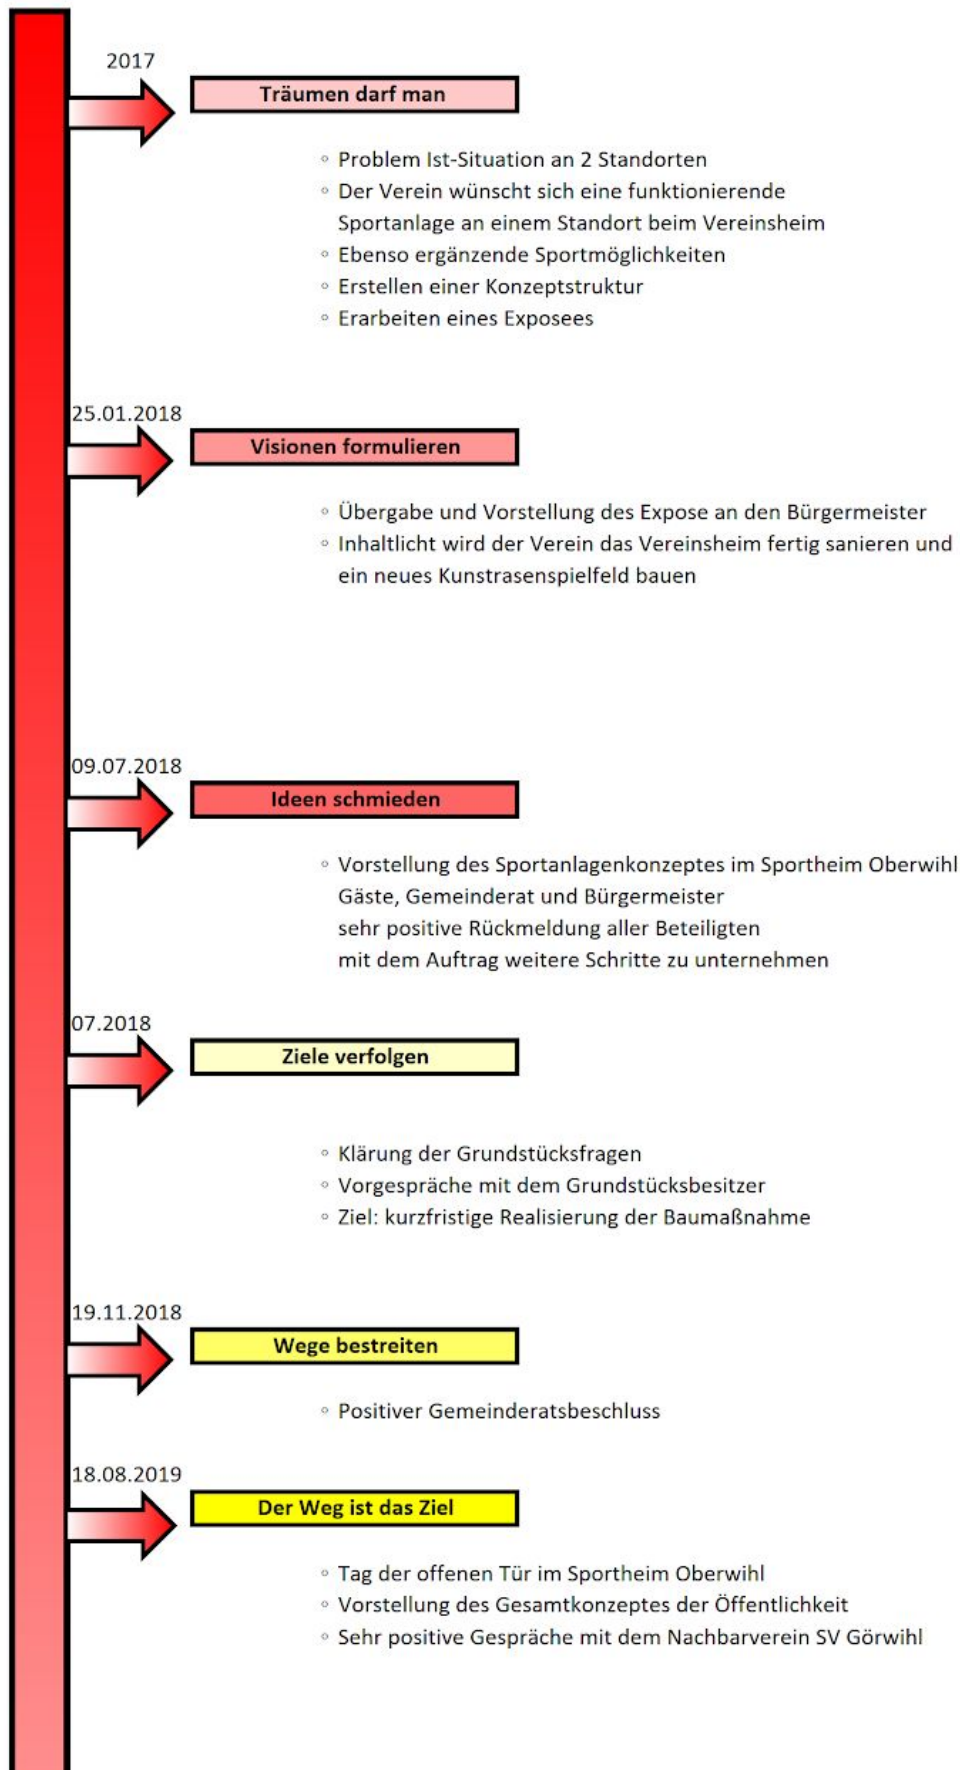 2017
Träumen darf man
◦ Problem Ist-Situation an 2 Standorten
◦ Der Verein wünscht sich eine funktionierende
Sportanlage an einem Standort beim Vereinsheim
◦ Ebenso ergänzende Sportmöglichkeiten
◦ Erstellen einer Konzeptstruktur
◦ Erarbeiten eines Exposees
25.01.2018
Visionen formulieren
◦ Übergabe und Vorstellung des Expose an den Bürgermeister
◦ Inhaltlicht wird der Verein das Vereinsheim fertig sanieren und
ein neues Kunstrasenspielfeld bauen
09.07.2018
Ideen schmieden
◦ Vorstellung des Sportanlagenkonzeptes im Sportheim Oberwihl
Gäste, Gemeinderat und Bürgermeister
sehr positive Rückmeldung aller Beteiligten
mit dem Auftrag weitere Schritte zu unternehmen
07.2018
Ziele verfolgen
◦ Klärung der Grundstücksfragen
◦ Vorgespräche mit dem Grundstücksbesitzer
◦ Ziel: kurzfristige Realisierung der Baumaßnahme
19.11.2018
Wege bestreiten
◦ Positiver Gemeinderatsbeschluss
18.08.2019
Der Weg ist das Ziel
◦ Tag der offenen Tür im Sportheim Oberwihl
◦ Vorstellung des Gesamtkonzeptes der Öffentlichkeit
◦ Sehr positive Gespräche mit dem Nachbarverein SV Görwihl